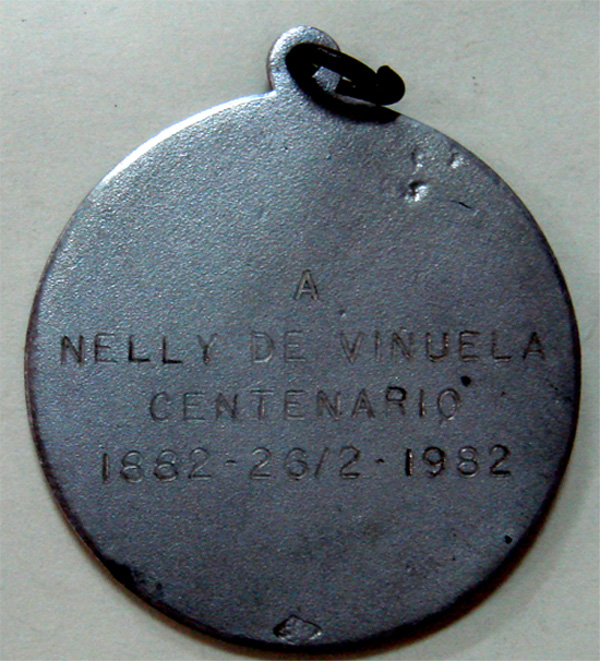 A
NELLY DE VIÑUELA
CENTENARIO
1882-26/2-1982